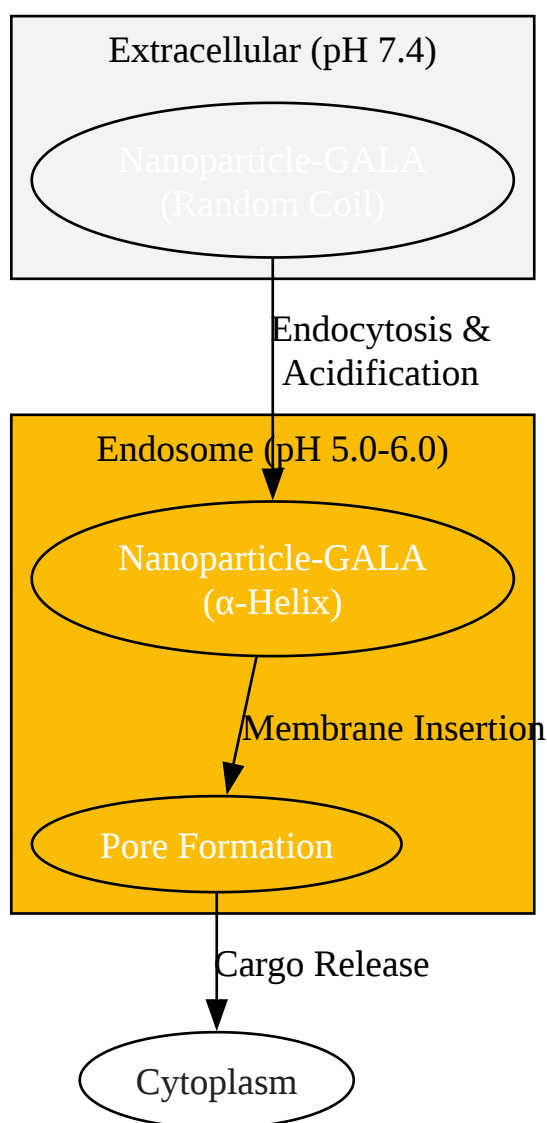 Extracellular (pH 7.4)
Nanoparticle-GALA
(Random Coil)
Endocytosis &
Acidification
Endosome (pH 5.0-6.0)
Nanoparticle-GALA
(α-Helix)
Membrane Insertion
Pore Formation
Cargo Release
Cytoplasm